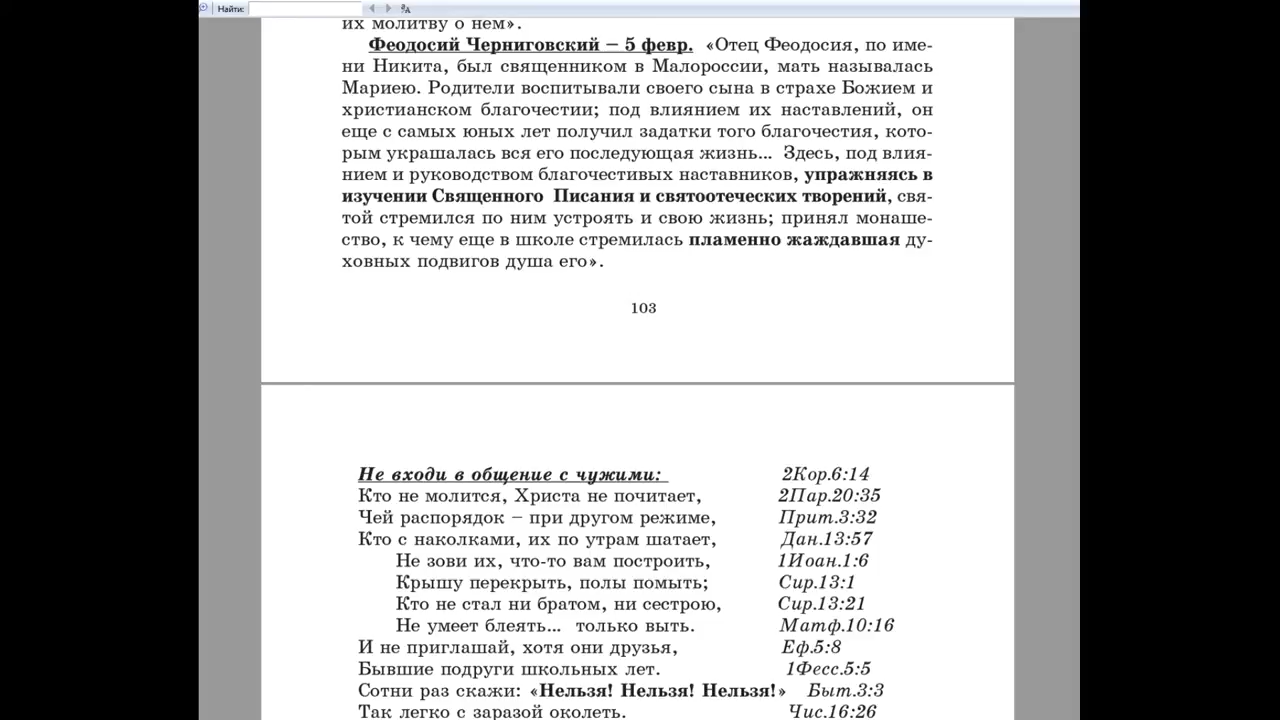 Найти:
их молитву о нем».
Феодосий Черниговский – 5 февр. «Отец Феодосия, по име-
ни Никита, был священником в Малороссии, мать называлась
Мариею. Родители воспитывали своего сына в страхе Божием и
христианском благочестии; под влиянием их наставлений, он
еще с самых юных лет получил задатки того благочестия, кото-
рым украшалась вся его последующая жизнь... Здесь, под влия-
нием и руководством благочестивых наставников, упражняясь в
изучении Священного Писания и святоотеческих творений, свя-
той стремился по ним устроять и свою жизнь; принял монаше-
ство, к чему еще в школе стремилась пламенно жаждавшая ду-
ховных подвигов душа его».
103
Не входи в общение с чужими: 2Кор.6:14
Кто не молится, Христа не почитает, 2Пар.20:35
Чей распорядок – при другом режиме, Прит.3:32
Кто с наколками, их по утрам шатает, Дан.13:57
Не зови их, что-то вам построить, 1Иоан.1:6
Крышу перекрыть, полы помыть; Сир.13:1
Кто не стал ни братом, ни сестрою, Сир.13:21
Не умеет блеять... только выть. Матф.10:16
И не приглашай, хотя они друзья, Еф.5:8
Бывшие подруги школьных лет. 1Фесс.5:5
Сотни раз скажи: «Нельзя! Нельзя! Нельзя!» Быт.3:3
Так легко с заразой околеть. Чис.16:26